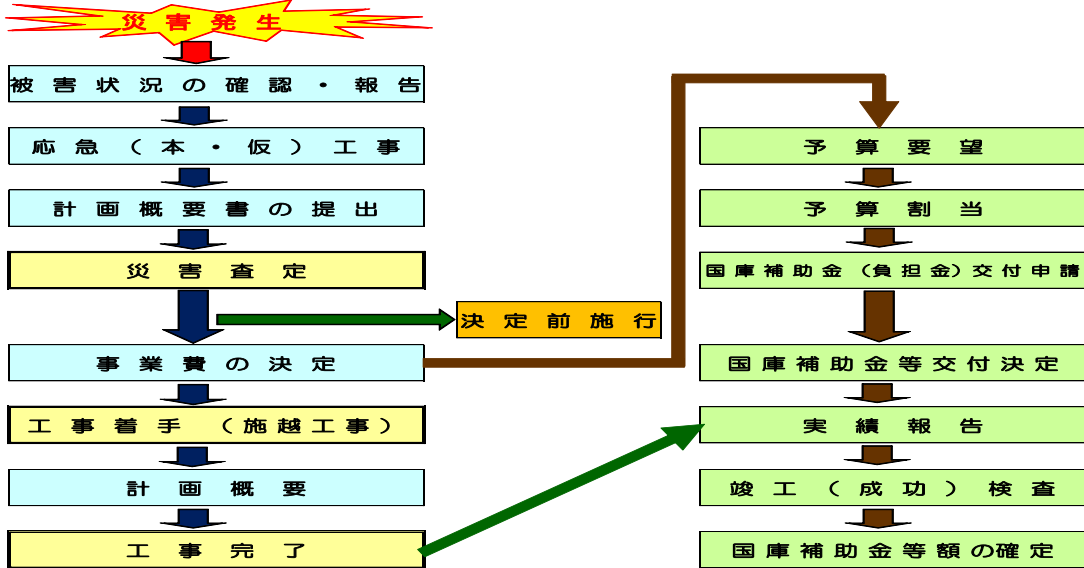 災害発生
被害状況の確認・報告
応急(本・仮)工事
計画概要書の提出
災害査定
決定前施行
事業費の決定
工事着手(施越工事)
計画概要
工事完了
予算要望
予算割当
国庫補助金(負担金)交付申請
国庫補助金等交付決定
実績報告
竣工(成功)検査
国庫補助金等額の確定